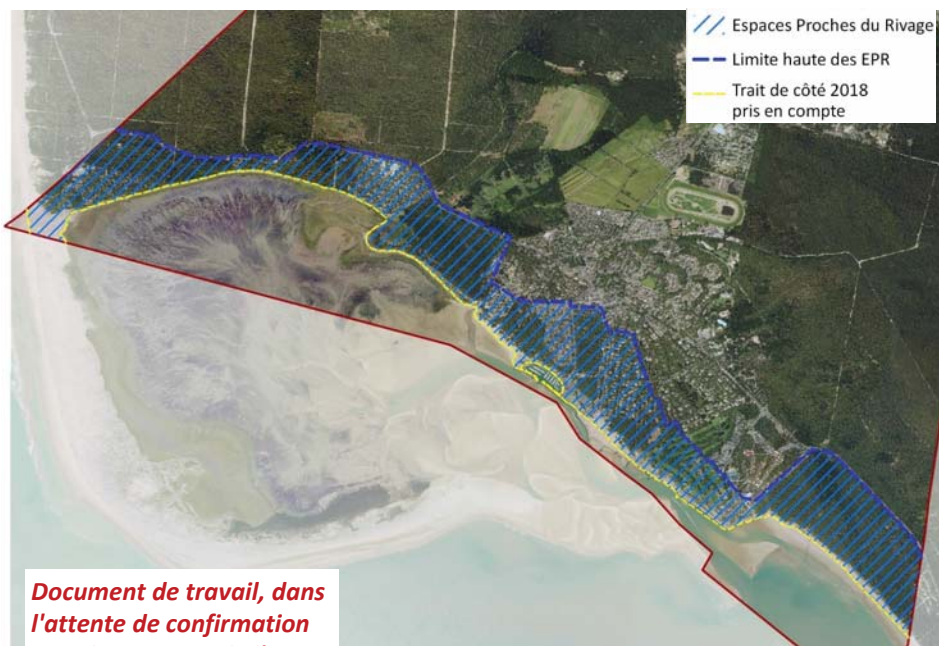 Espaces Proches du Rivage
Limite haute des EPR
Trait de côté 2018
pris en compte
Document de travail, dans
l'attente de confirmation